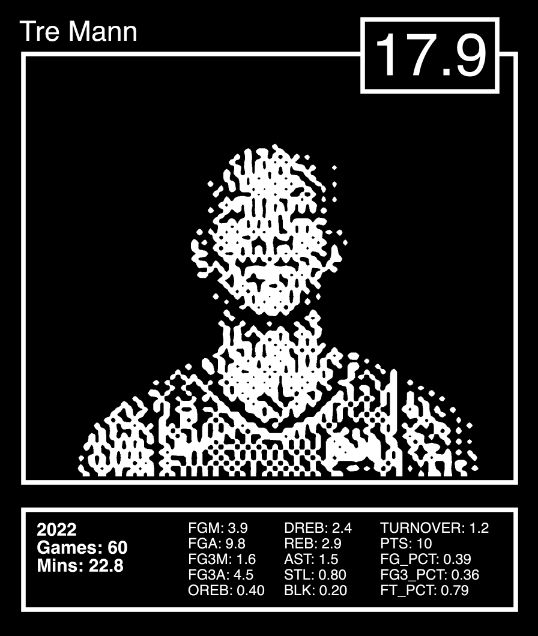 Tre Mann
17.9
2022
Games: 60
Mins: 22.8
FGM: 3.9
FGA: 9.8
FG3M: 1.6
FG3A: 4.5
OREB: 0.40
DREB: 2.4
REB: 2.9
AST: 1.5
STL: 0.80
BLK: 0.20
TURNOVER: 1.2
PTS: 10
FG_PCT: 0.39
FG3_PCT: 0.36
FT_PCT: 0.79